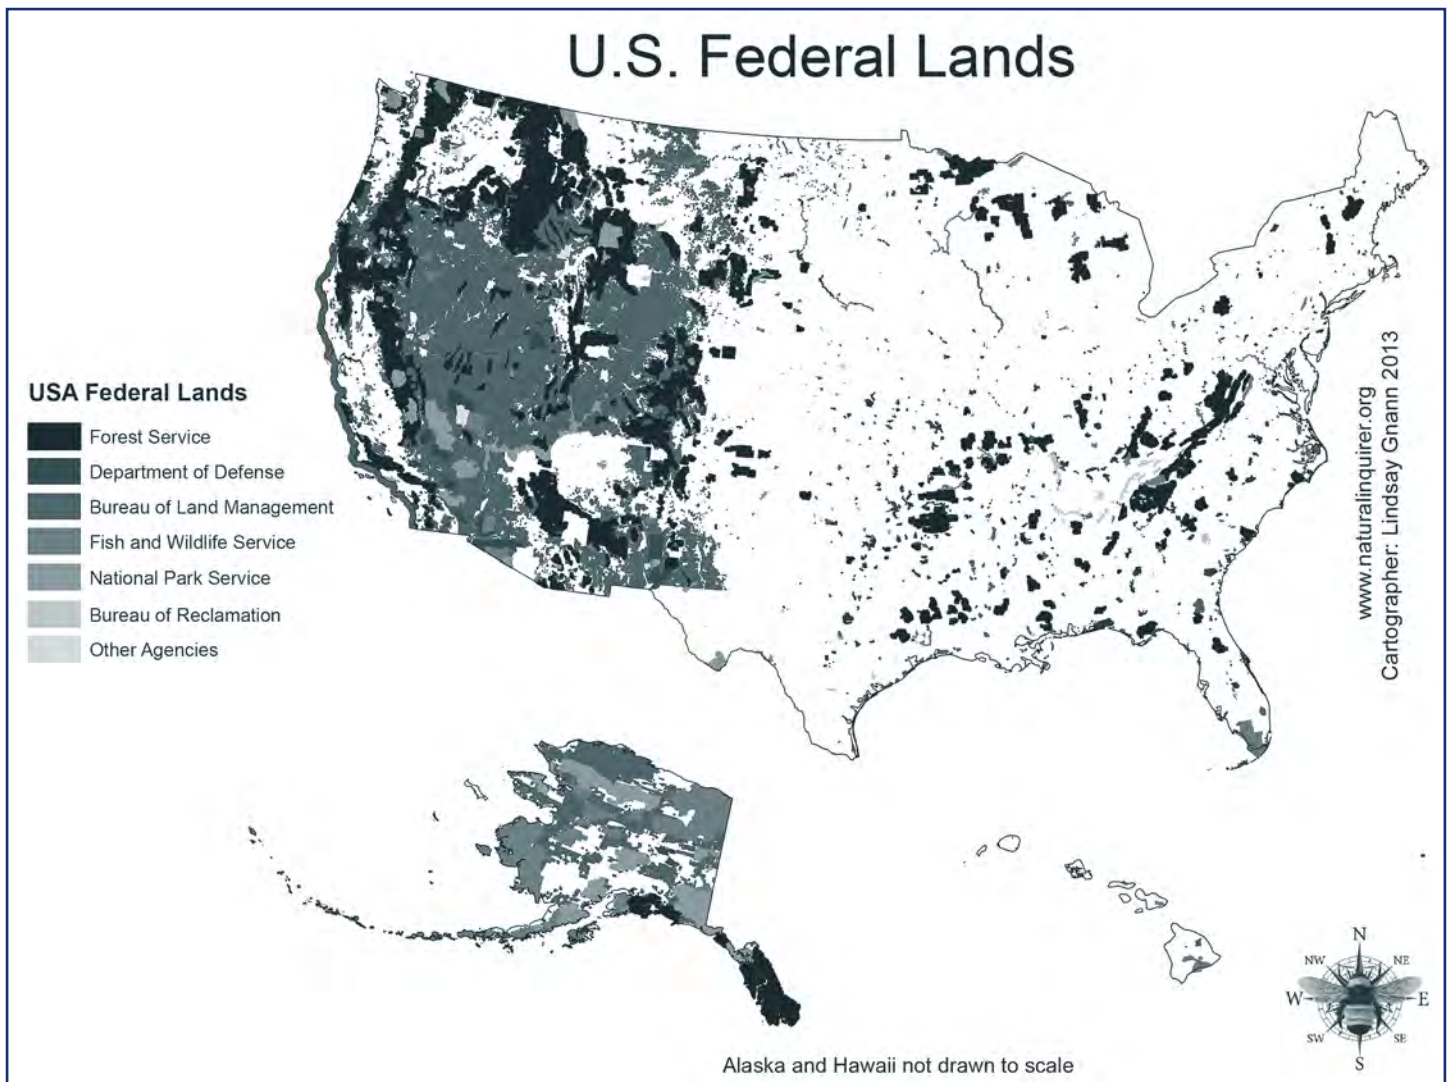 U.S. Federal Lands
USA Federal Lands
Forest Service
Department of Defense
Bureau of Land Management
Fish and Wildlife Service
National Park Service
Bureau of Reclamation
Other Agencies
www.naturalinquirer.org
Cartographer: Lindsay Gnann 2013
N
NW NE
W E
SW SE
S
Alaska and Hawaii not drawn to scale